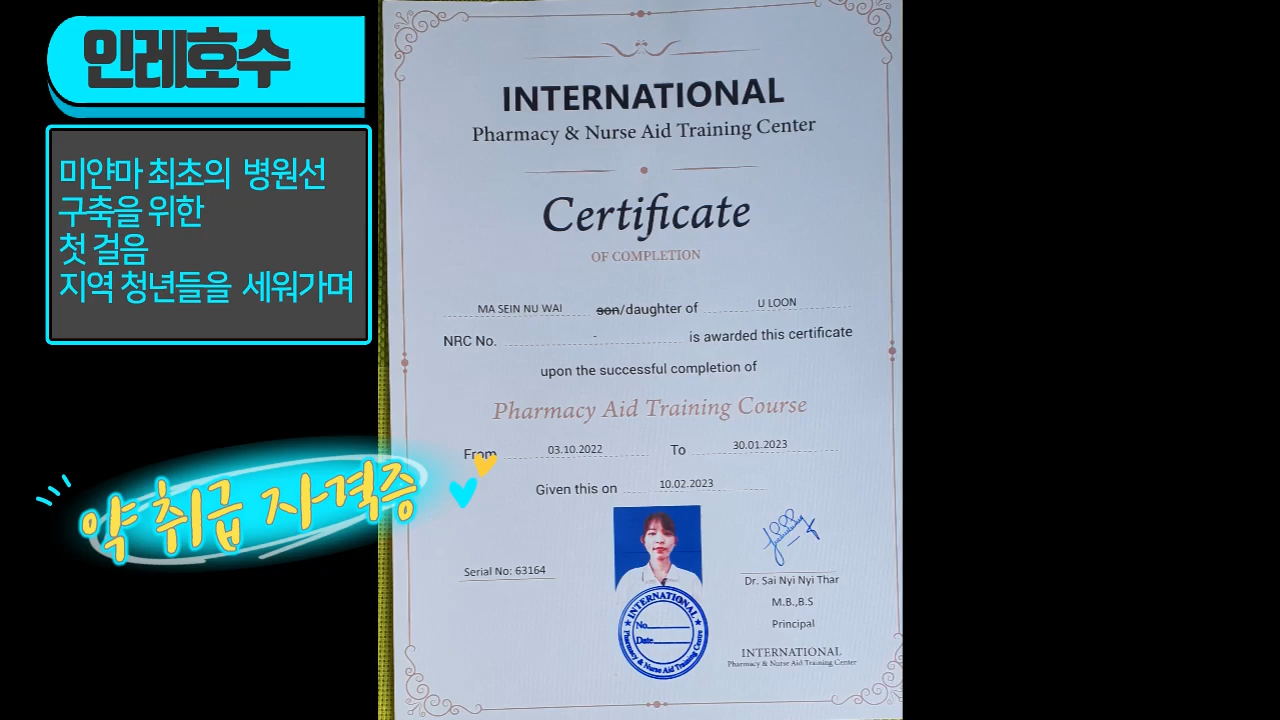 인레호수
미얀마 최초의 병원선
구축을 위한
첫 걸음
지역 청년들을 세워가며
약 취급 자격증
INTERNATIONAL
Pharmacy & Nurse Aid Training Center
Certificate
OF COMPLETION
MA SEIN NU WAI son/daughter of U LOON
NRC No. - is awarded this certificate
upon the successful completion of
Pharmacy Aid Training Course
From 03.10.2022 To 30.01.2023
Given this on 10.02.2023
Serial No: 63164
INTERNATIONAL
No.
Date
Pharmacy & Nurse Aid Training Centre
Dr. Sai Nyi Nyi Thar
M.B.,B.S
Principal
INTERNATIONAL
Pharmacy & Nurse Aid Training Center